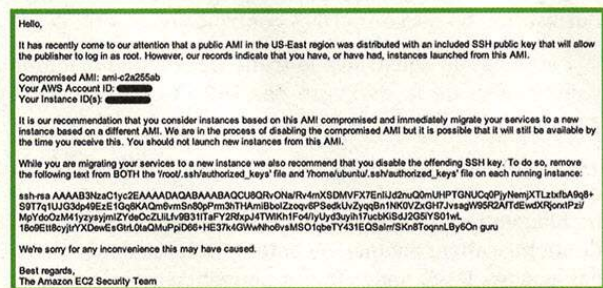 Hello,
It has recently come to our attention that a public AMI in the US-East region was distributed with an included SSH public key that will allow
the publisher to log in as root. However, our records indicate that you have, or have had, instances launched from this AMI.
Compromised AMI: ami-c2a255ab
Your AWS Account ID:
Your Instance ID(s):
It is our recommendation that you consider instances based on this AMI compromised and immediately migrate your services to a new
instance based on a different AMI. We are in the process of disabling the compromised AMI but it is possible that it will still be available by
the time you receive this. You should not launch new instances from this AMI.
While you are migrating your services to a new instance we also recommend that you disable the offending SSH key. To do so, remove
the following text from BOTH the '/root/.ssh/authorized_keys' file and '/home/ubuntu/.ssh/authorized_keys' file on each running instance:
ssh-rsa
guru
We're sorry for any inconvenience this may have caused.
Best regards,
The Amazon EC2 Security Team